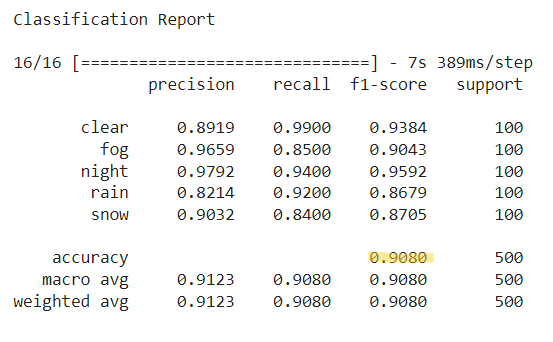 Classification Report
16/16 [==============================] - 7s 389ms/step
precision recall f1-score support
clear 0.8919 0.9900 0.9384 100
fog 0.9659 0.8500 0.9043 100
night 0.9792 0.9400 0.9592 100
rain 0.8214 0.9200 0.8679 100
snow 0.9032 0.8400 0.8705 100
accuracy 0.9080 500
macro avg 0.9123 0.9080 0.9080 500
weighted avg 0.9123 0.9080 0.9080 500